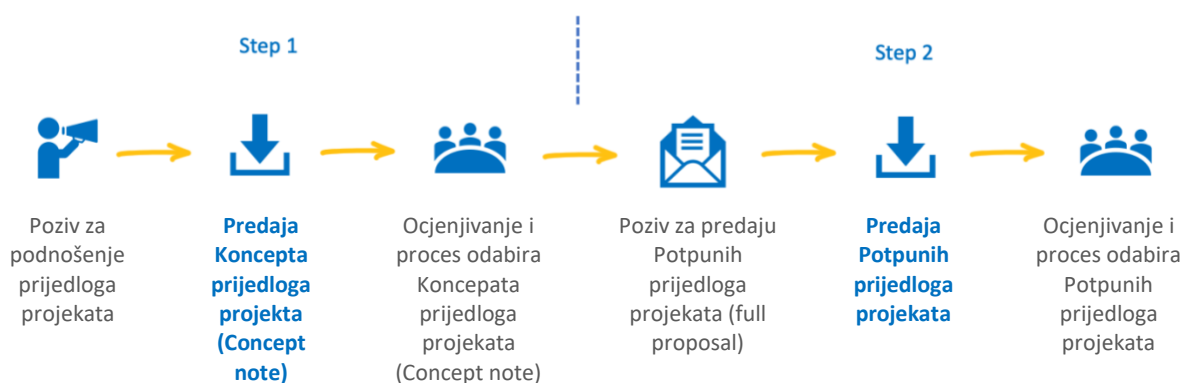 Step 1
Step 2
Poziv za
podnošenje
prijedloga
projekata
Predaja
Koncepta
prijedloga
projekta
(Concept
note)
Ocjenjivanje i
proces odabira
Koncepata
prijedloga
projekata
(Concept note)
Poziv za predaju
Potpunih
prijedloga
projekata (full
proposal)
Predaja
Potpunih
prijedloga
projekata
Ocjenjivanje i
proces odabira
Potpunih
prijedloga
projekata